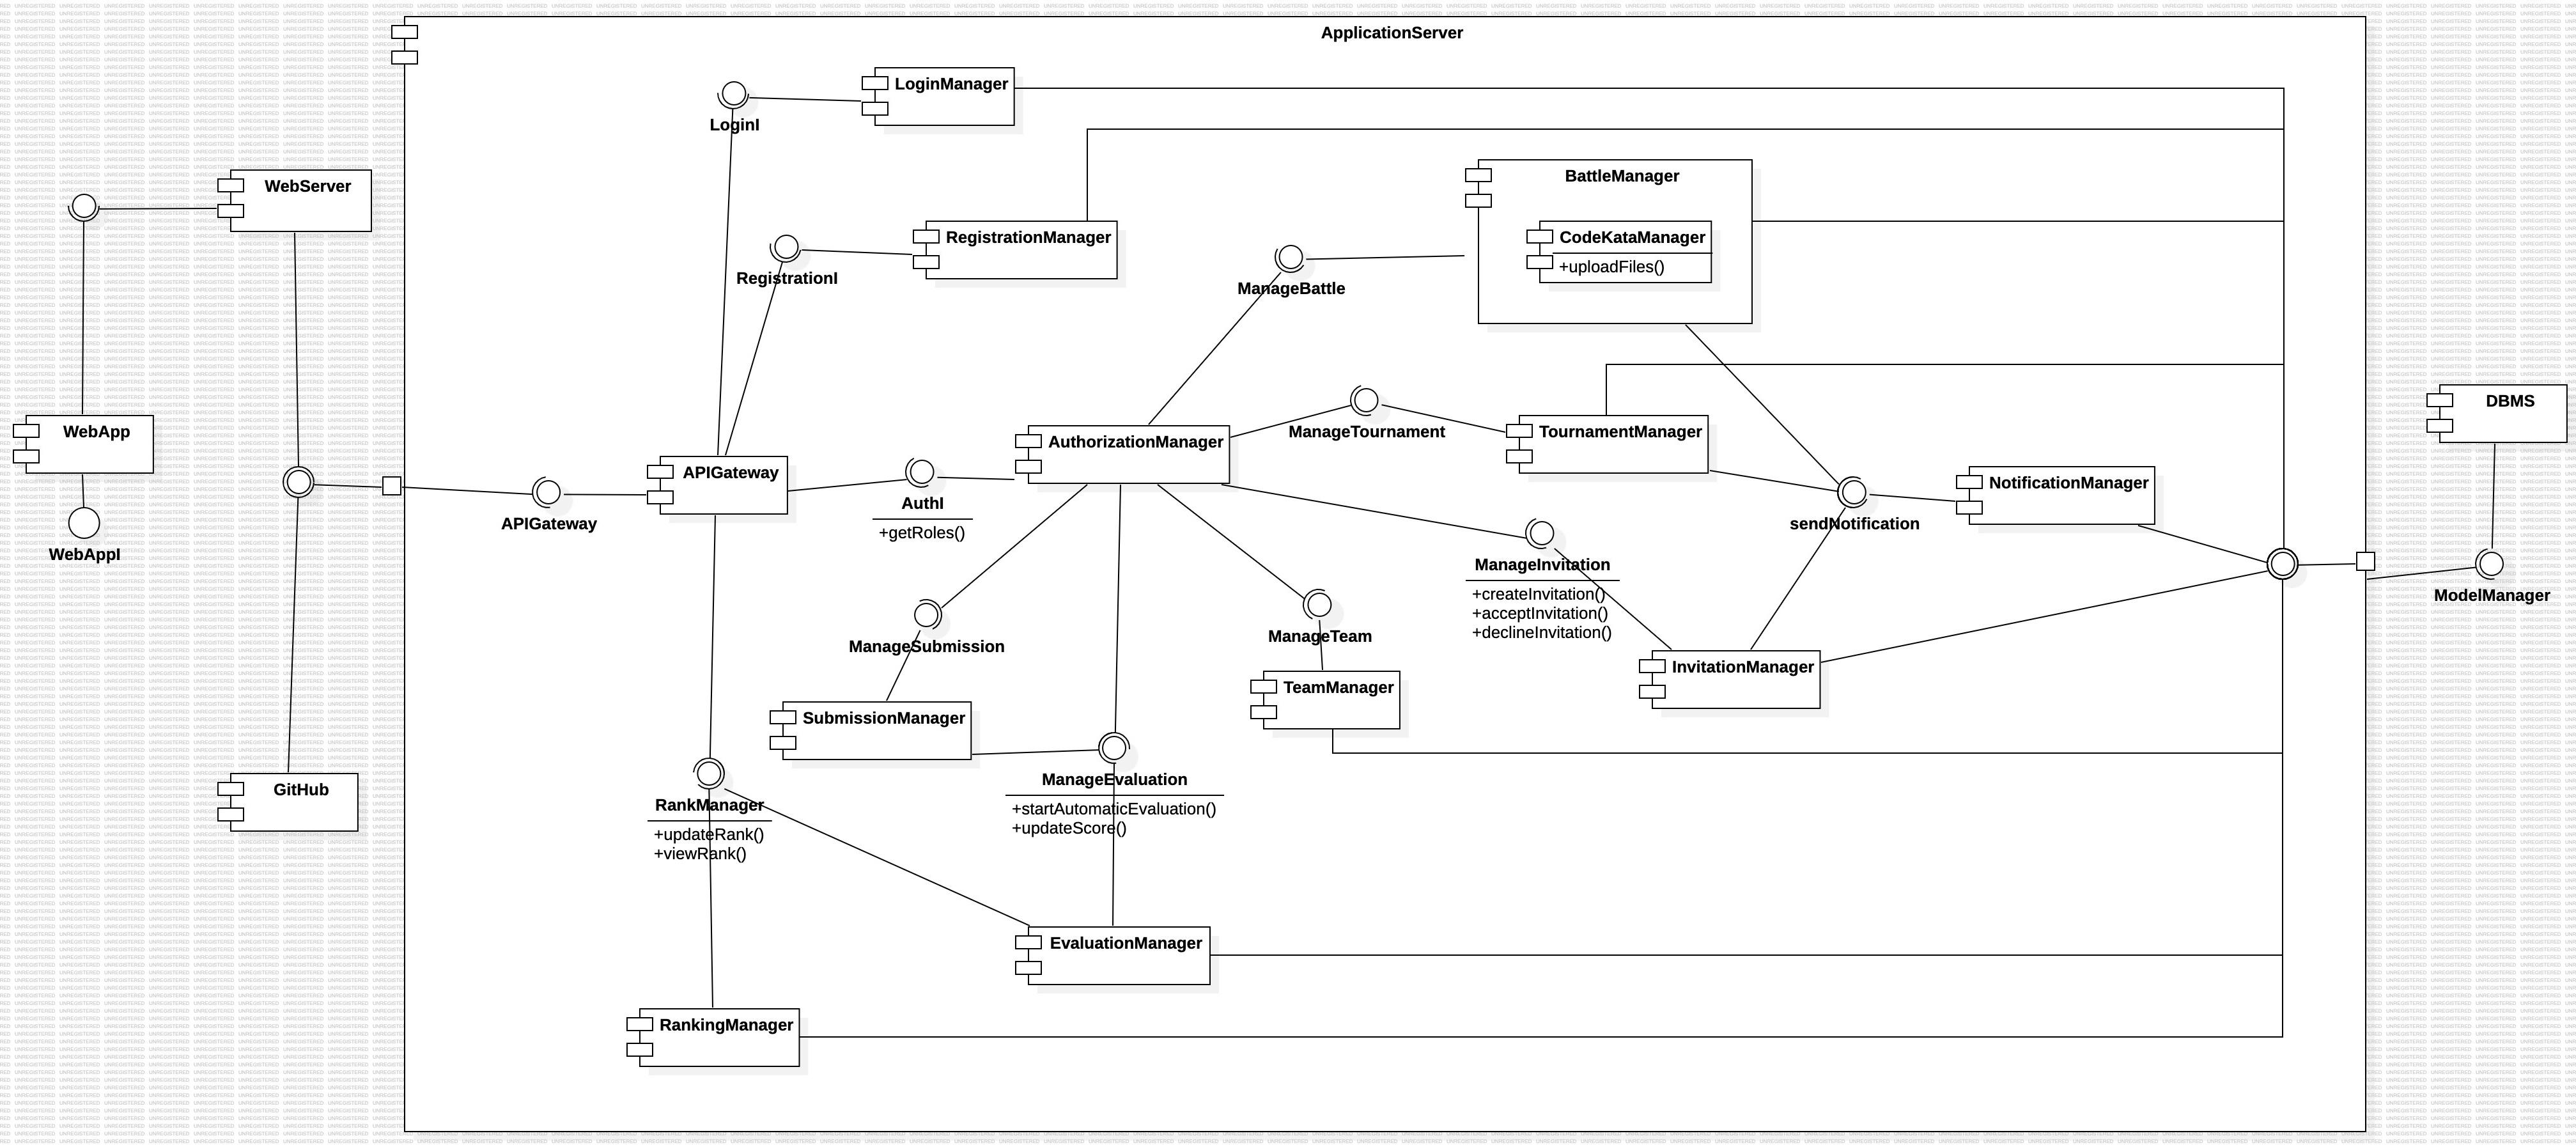 ApplicationServer
LoginManager
LoginI
WebServer
BattleManager
RegistrationManager
CodeKataManager
+uploadFiles()
RegistrationI
ManageBattle
WebApp
AuthorizationManager
ManageTournament
TournamentManager
DBMS
APIGateway
NotificationManager
AuthI
+getRoles()
APIGateway
sendNotification
WebAppI
ManageInvitation
+createInvitation()
+acceptInvitation()
+declineInvitation()
ModelManager
ManageSubmission
ManageTeam
InvitationManager
TeamManager
SubmissionManager
ManageEvaluation
+startAutomaticEvaluation()
+updateScore()
GitHub
RankManager
+updateRank()
+viewRank()
EvaluationManager
RankingManager
UNREGISTERED